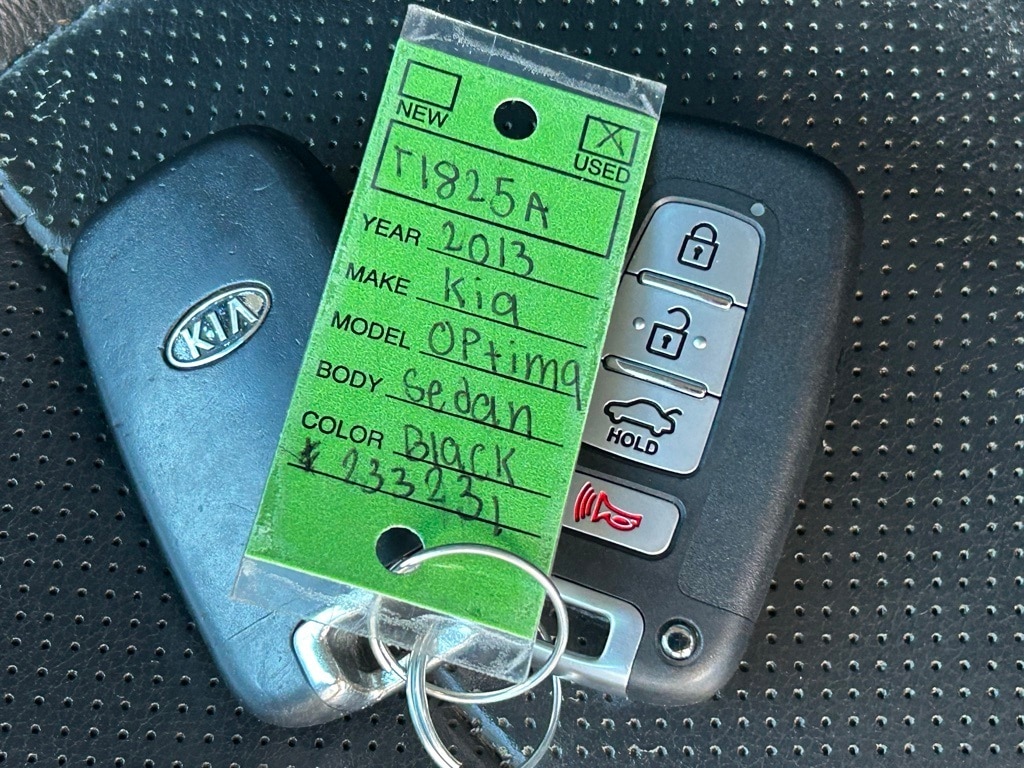 NEW
USED X
T1825A
YEAR 2013
MAKE Kia
MODEL OPtima
BODY Sedan
COLOR Black
233231
KIA
HOLD